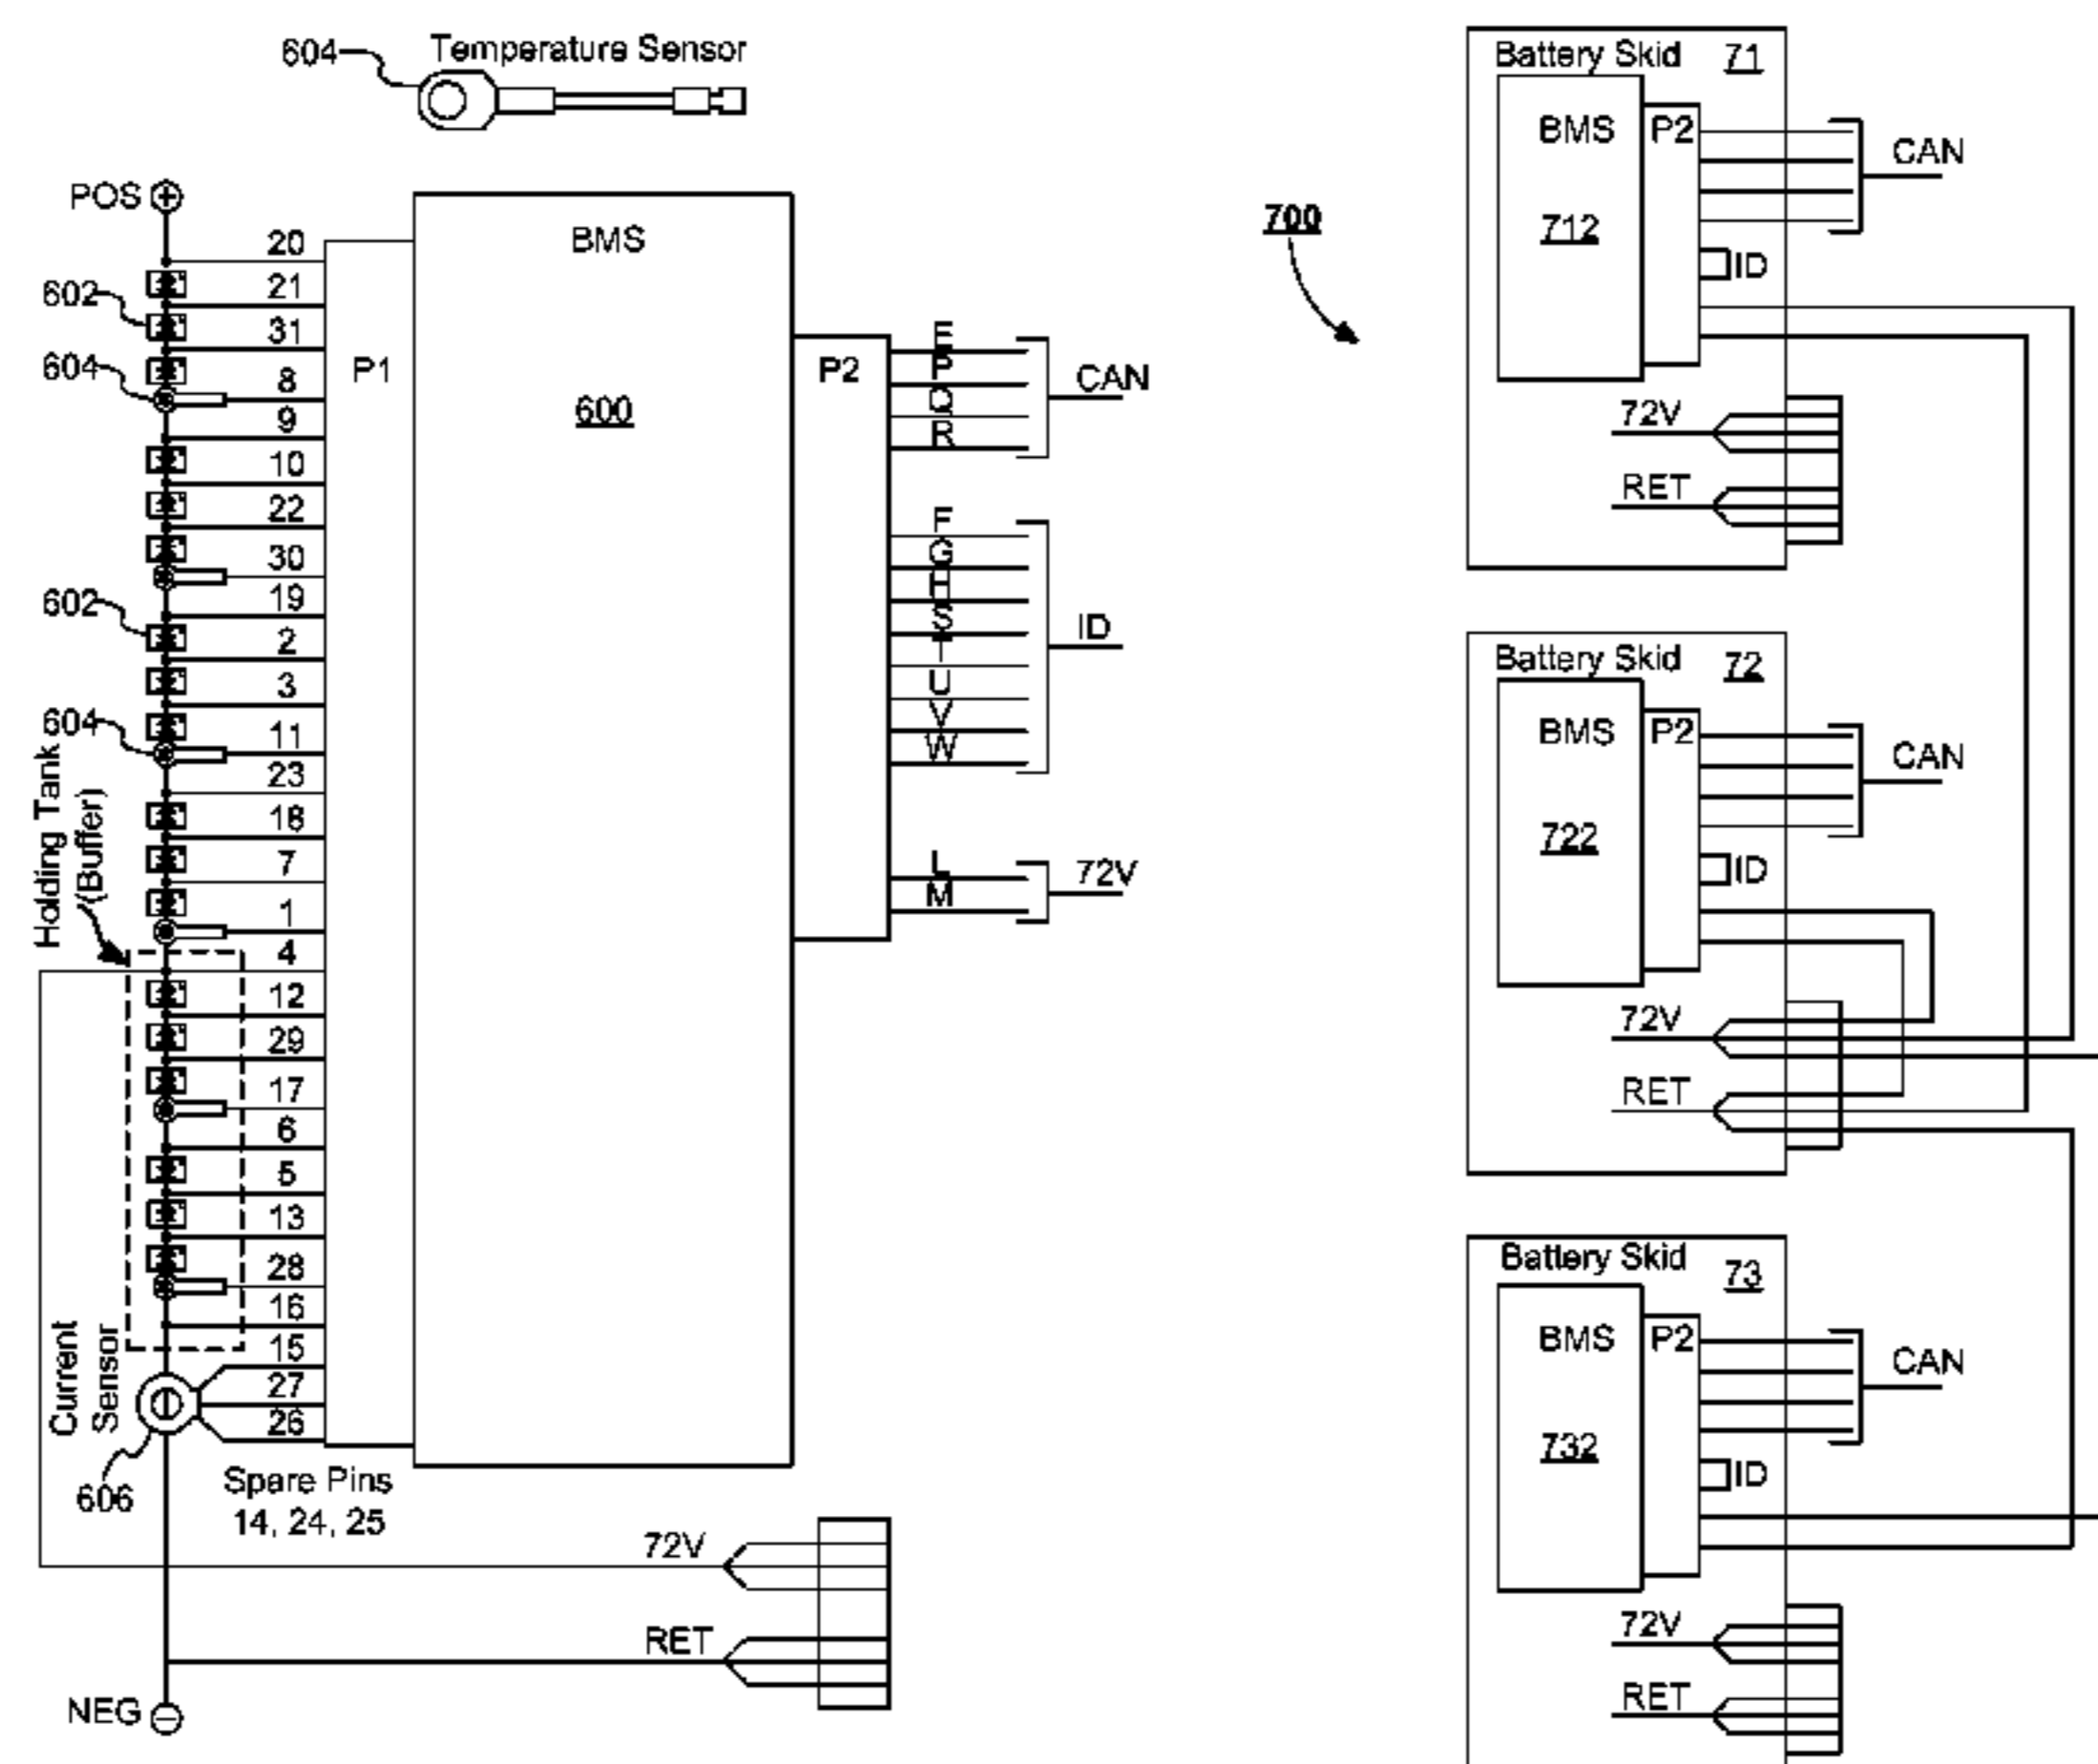 604
Temperature Sensor
POS
20
21
602
31
604
8
9
10
22
30
602
19
2
3
604
11
23
18
7
1
Holding Tank
(Buffer)
4
12
29
17
6
5
13
28
16
15
27
26
Current
Sensor
606
Spare Pins
14, 24, 25
P1
BMS
600
P2
E
P
Q
R
CAN
F
G
H
S
T
U
V
W
ID
L
M
72V
72V
RET
NEG
700
Battery Skid 71
BMS P2
712
CAN
ID
72V
RET
Battery Skid 72
BMS P2
722
CAN
ID
72V
RET
Battery Skid 73
BMS P2
732
CAN
ID
72V
RET